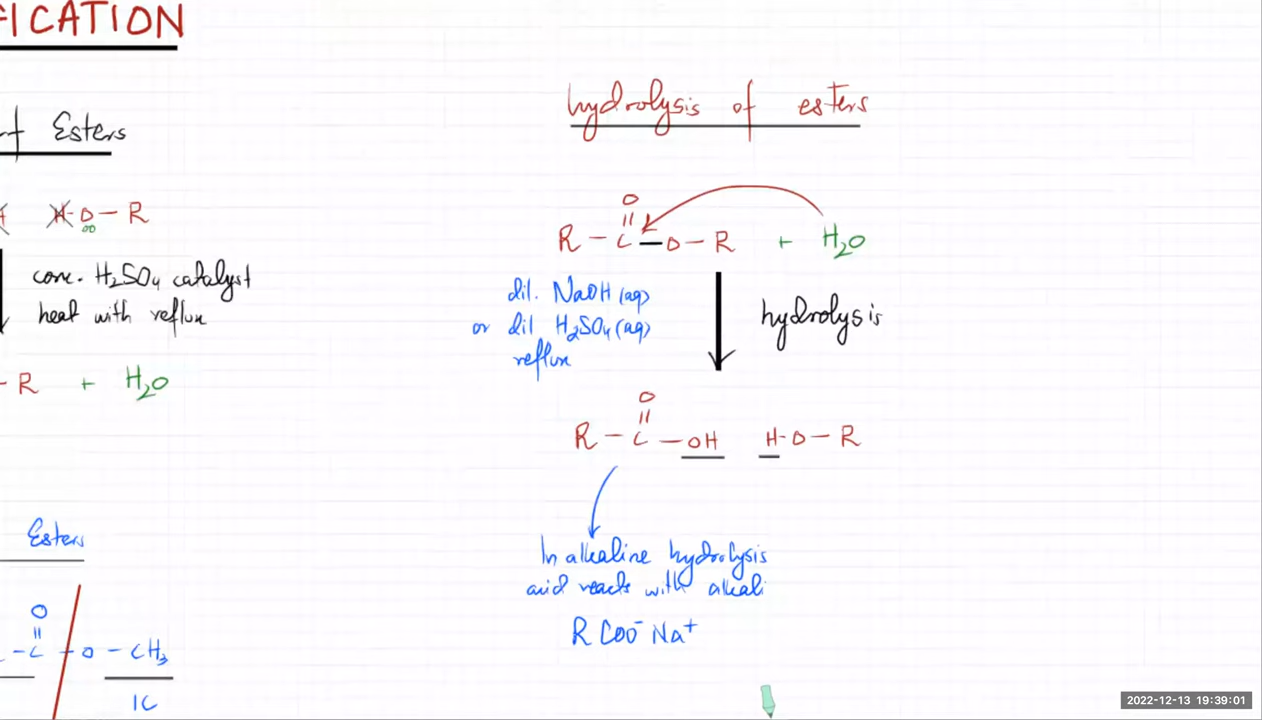 FICATION
of Esters
H O – R
conc. H₂SO₄ catalyst
heat with reflux
– R + H₂O
Esters
O
=
– C – O – CH₃
1C
hydrolysis of esters
O
=
R – C – O – R + H₂O
dil. NaOH (aq)
or dil H₂SO₄ (aq)
reflux
hydrolysis
O
=
R – C – OH H – O – R
In alkaline hydrolysis
acid reacts with alkali
R COO⁻ Na⁺
2022-12-13 19:39:01